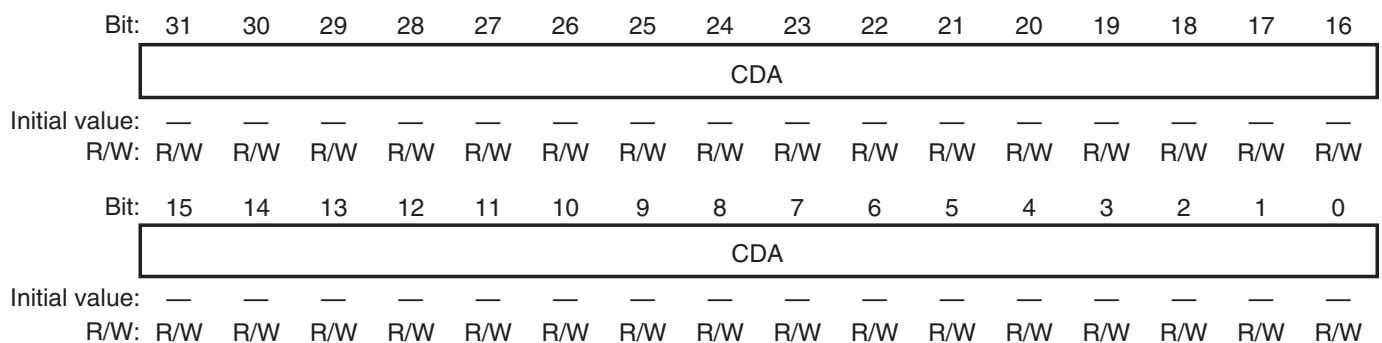 Bit: 31 30 29 28 27 26 25 24 23 22 21 20 19 18 17 16
CDA
Initial value: — — — — — — — — — — — — — — — —
R/W: R/W R/W R/W R/W R/W R/W R/W R/W R/W R/W R/W R/W R/W R/W R/W R/W
Bit: 15 14 13 12 11 10 9 8 7 6 5 4 3 2 1 0
CDA
Initial value: — — — — — — — — — — — — — — — —
R/W: R/W R/W R/W R/W R/W R/W R/W R/W R/W R/W R/W R/W R/W R/W R/W R/W